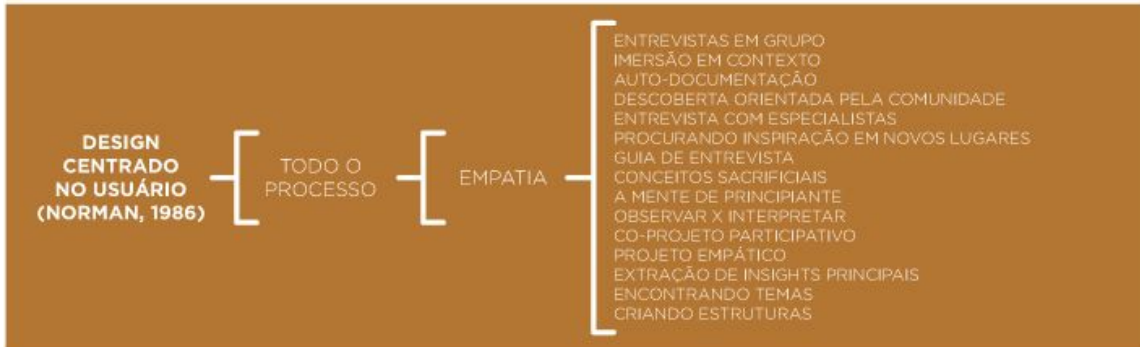 DESIGN
CENTRADO
NO USUÁRIO
(NORMAN, 1986)
TODO O
PROCESSO
EMPATIA
ENTREVISTAS EM GRUPO
IMERSÃO EM CONTEXTO
AUTO-DOCUMENTAÇÃO
DESCOBERTA ORIENTADA PELA COMUNIDADE
ENTREVISTA COM ESPECIALISTAS
PROCURANDO INSPIRAÇÃO EM NOVOS LUGARES
GUIA DE ENTREVISTA
CONCEITOS SACRIFICIAIS
A MENTE DE PRINCIPIANTE
OBSERVAR X INTERPRETAR
CO-PROJETO PARTICIPATIVO
PROJETO EMPÁTICO
EXTRAÇÃO DE INSIGHTS PRINCIPAIS
ENCONTRANDO TEMAS
CRIANDO ESTRUTURAS